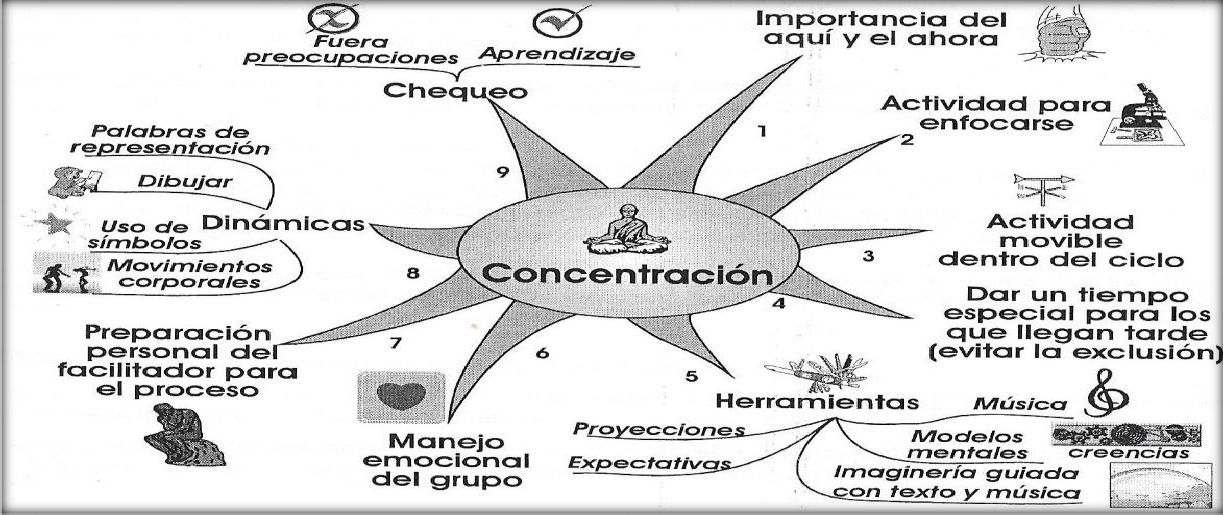 Concentración
1
Importancia del
aquí y el ahora
2
Actividad para
enfocarse
3
Actividad
movible
dentro del ciclo
4
Dar un tiempo
especial para los
que llegan tarde
(evitar la exclusión)
5
Herramientas
Música
Modelos
mentales
creencias
Imaginería guiada
con texto y música
Proyecciones
Expectativas
6
Manejo
emocional
del grupo
7
Preparación
personal del
facilitador para
el proceso
8
Dinámicas
Palabras de
representación
Dibujar
Uso de
símbolos
Movimientos
corporales
9
Chequeo
Fuera
preocupaciones
Aprendizaje